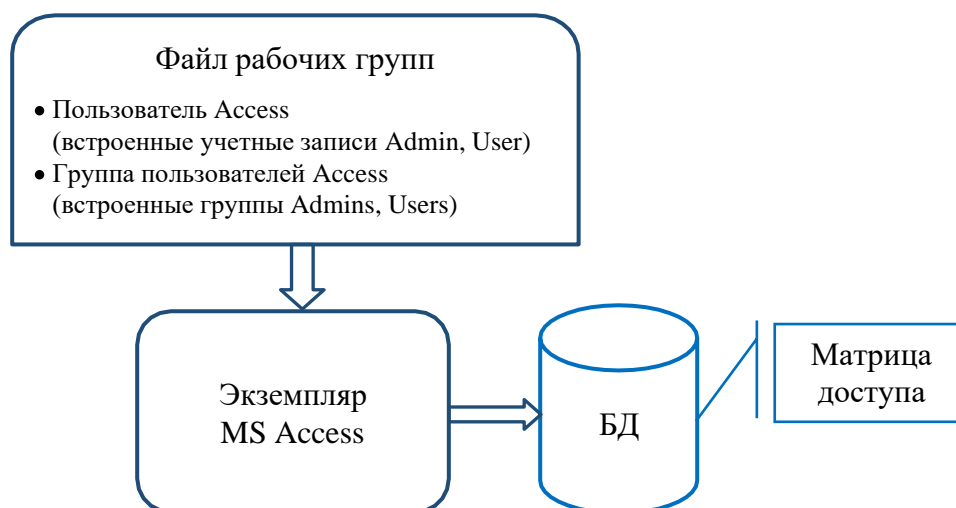 Файл рабочих групп
• Пользователь Access
(встроенные учетные записи Admin, User)
• Группа пользователей Access
(встроенные группы Admins, Users)
Экземпляр
MS Access
БД
Матрица
доступа